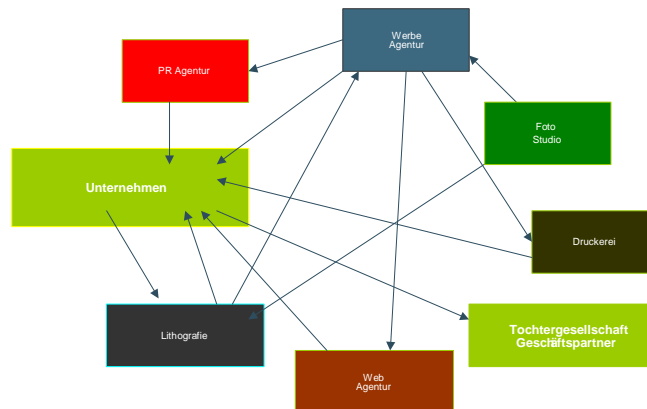 Werbe
Agentur
PR Agentur
Foto
Studio
Unternehmen
Druckerei
Lithografie
Tochtergesellschaft
Geschäftspartner
Web
Agentur